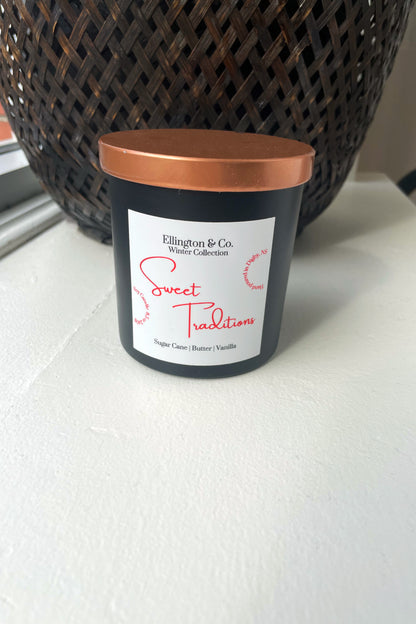 Ellington & Co.
Winter Collection
Sweet
Traditions
Sugar Cane | Butter | Vanilla